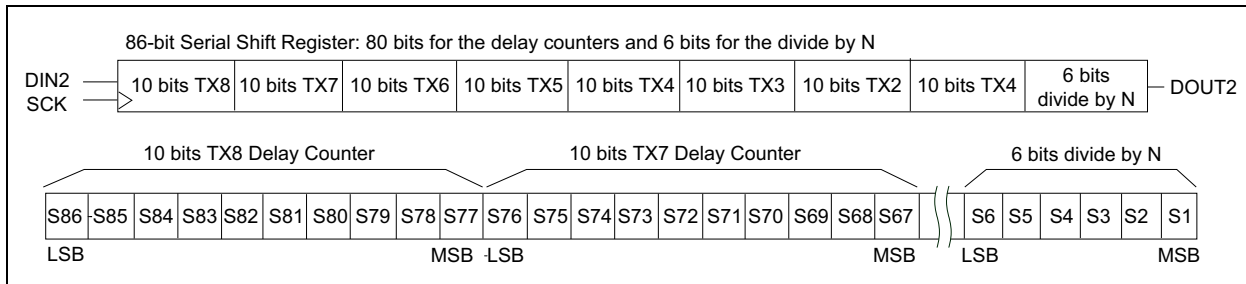 86-bit Serial Shift Register: 80 bits for the delay counters and 6 bits for the divide by N
DIN2
SCK
10 bits TX8 10 bits TX7 10 bits TX6 10 bits TX5 10 bits TX4 10 bits TX3 10 bits TX2 10 bits TX4 6 bits
divide by N
DOUT2
10 bits TX8 Delay Counter 10 bits TX7 Delay Counter 6 bits divide by N
S86 S85 S84 S83 S82 S81 S80 S79 S78 S77 S76 S75 S74 S73 S72 S71 S70 S69 S68 S67 S6 S5 S4 S3 S2 S1
LSB MSB LSB MSB LSB MSB